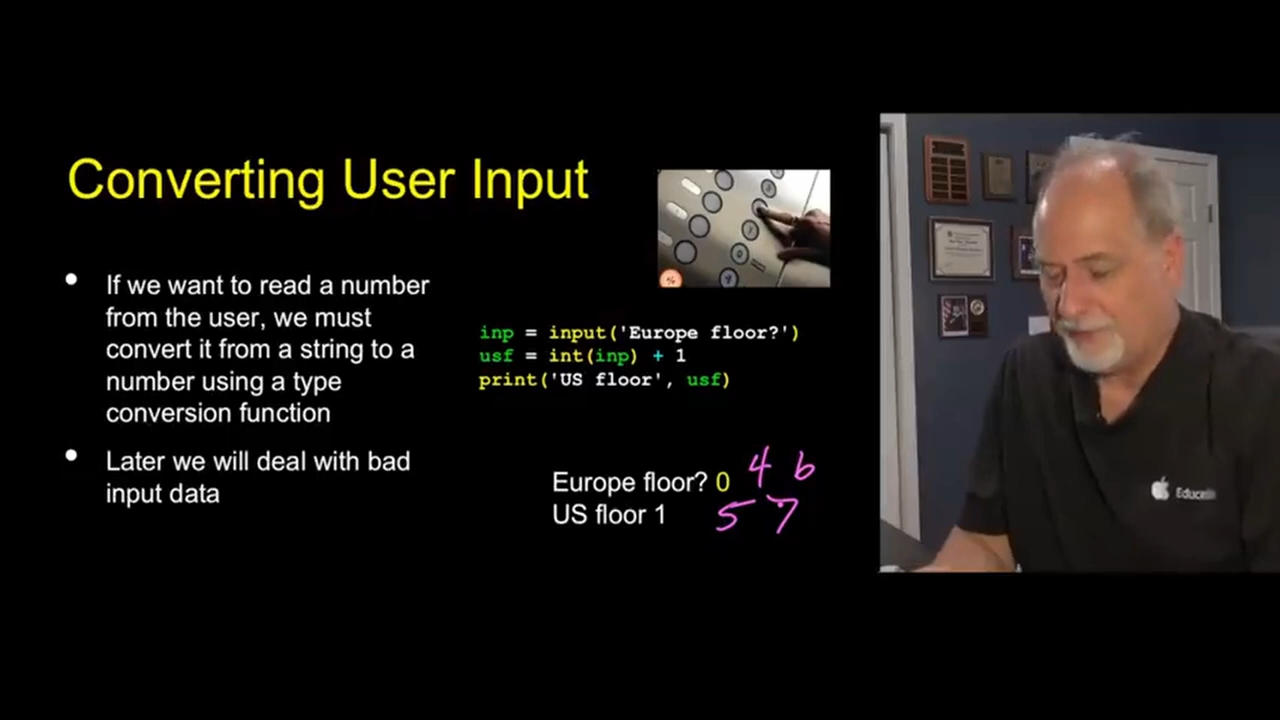 Converting User Input
• If we want to read a number
from the user, we must
convert it from a string to a
number using a type
conversion function
• Later we will deal with bad
input data
inp = input('Europe floor?')
usf = int(inp) + 1
print('US floor', usf)
Europe floor? 0 4 6
US floor 1 5 7